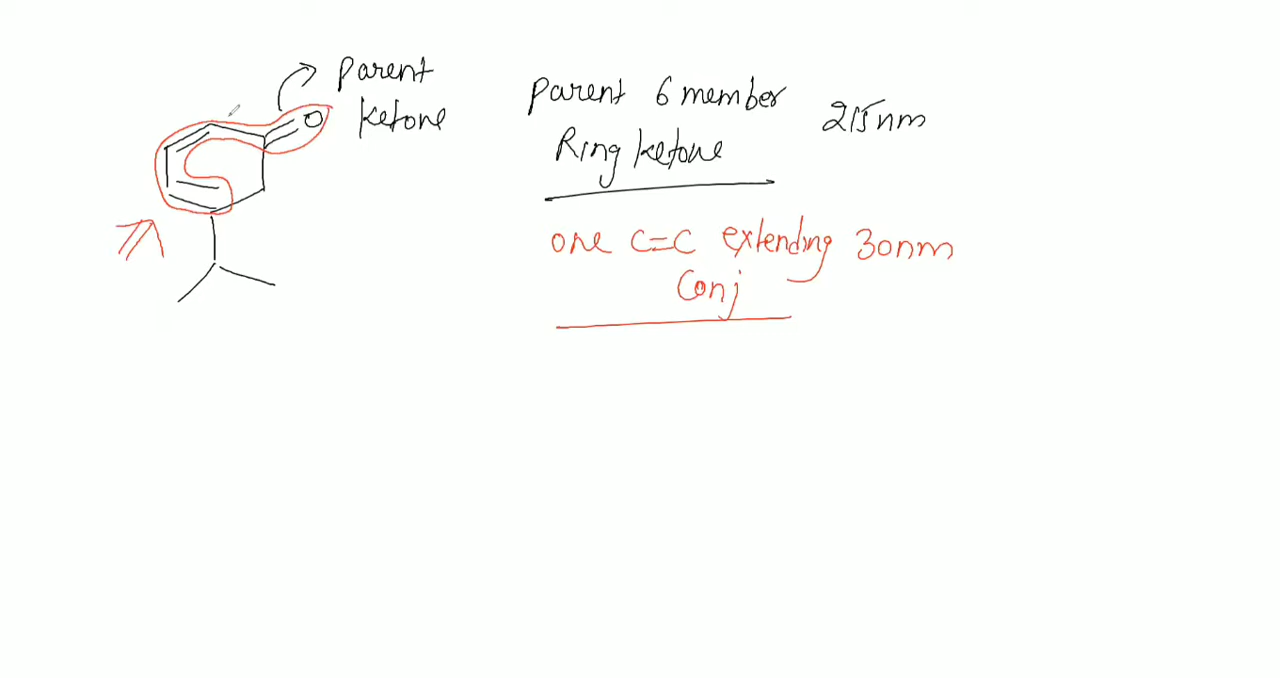 Parent
ketone
O
Parent 6 member
Ring ketone
215nm
one C=C extending 30nm
Conj